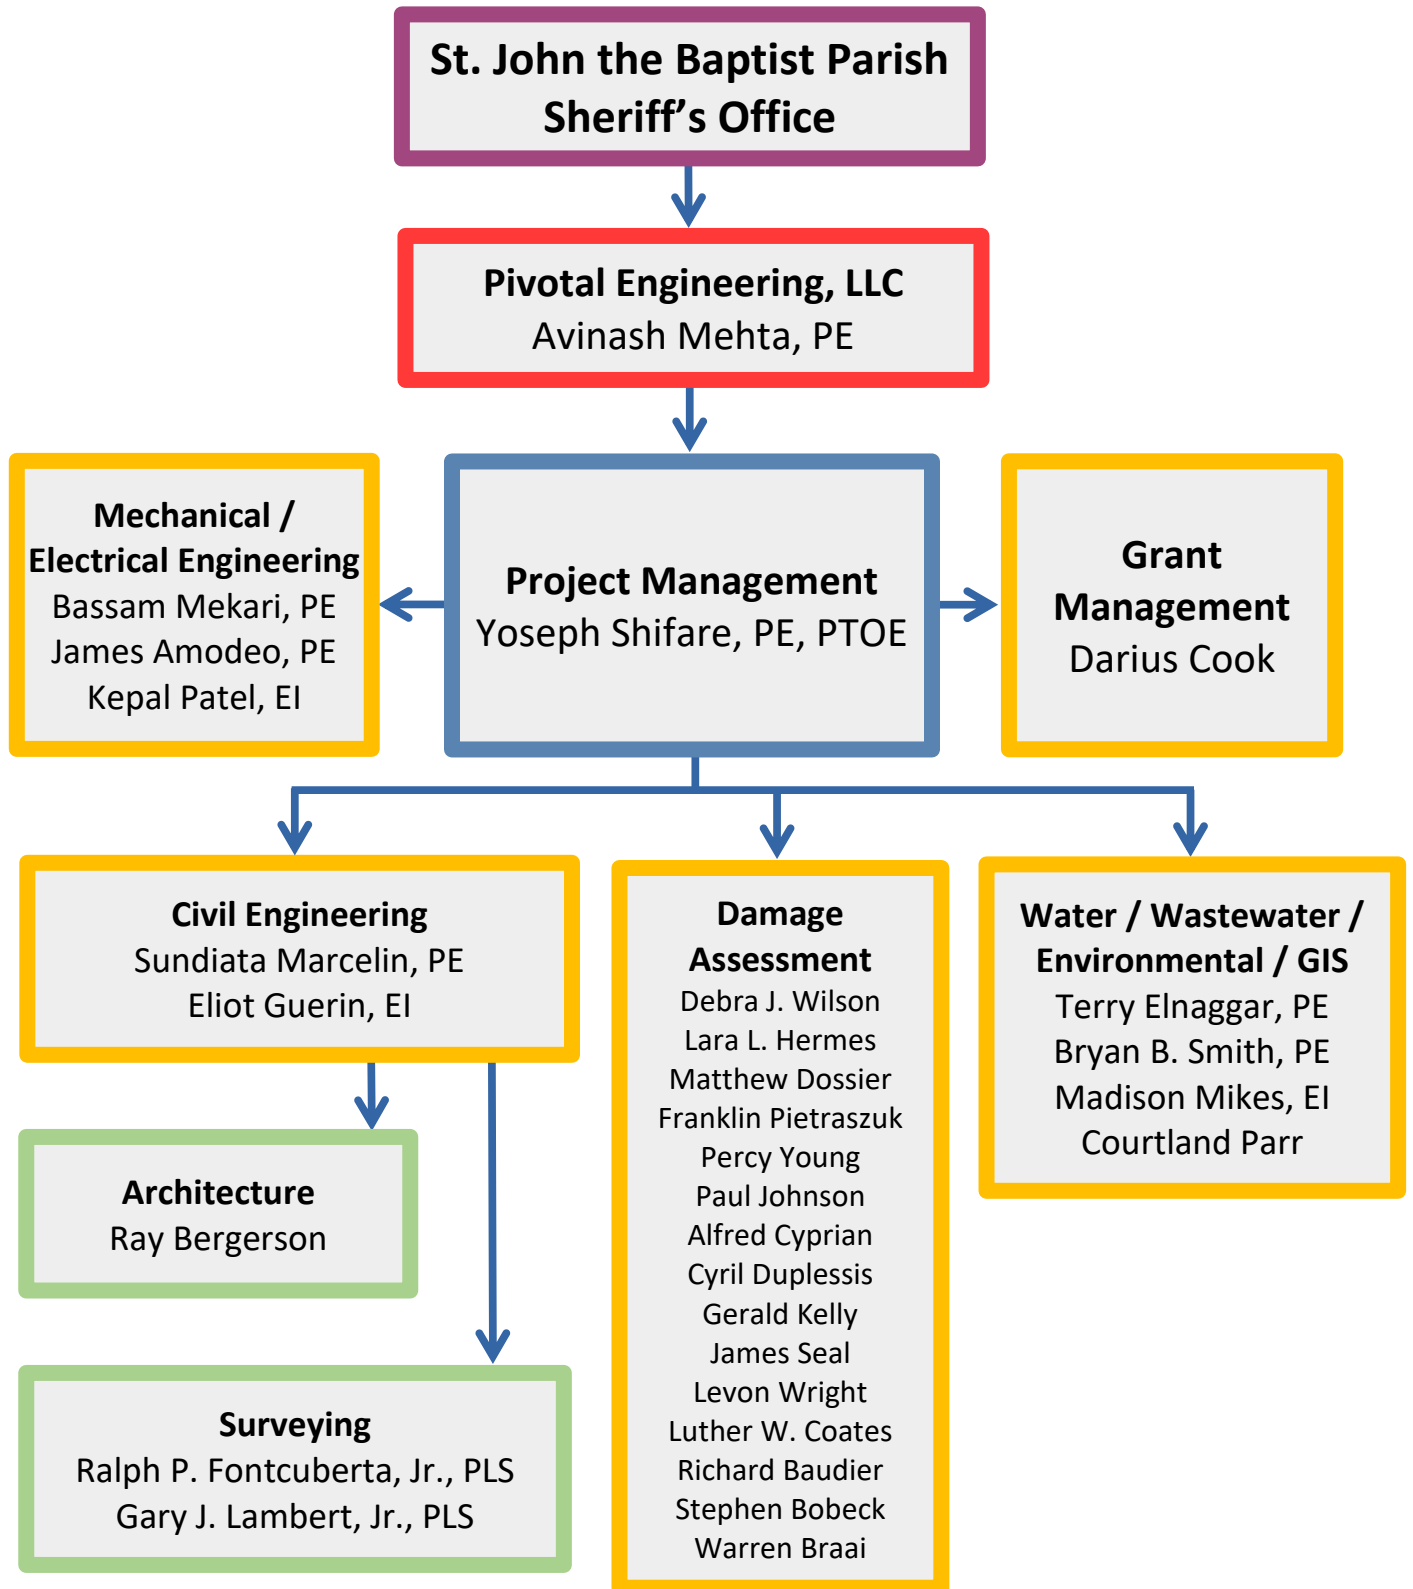 St. John the Baptist Parish
Sheriff’s Office
Pivotal Engineering, LLC
Avinash Mehta, PE
Mechanical /
Electrical Engineering
Bassam Mekari, PE
James Amodeo, PE
Kepal Patel, EI
Project Management
Yoseph Shifare, PE, PTOE
Grant
Management
Darius Cook
Civil Engineering
Sundiata Marcelin, PE
Eliot Guerin, EI
Architecture
Ray Bergerson
Surveying
Ralph P. Fontcuberta, Jr., PLS
Gary J. Lambert, Jr., PLS
Damage
Assessment
Debra J. Wilson
Lara L. Hermes
Matthew Dossier
Franklin Pietraszuk
Percy Young
Paul Johnson
Alfred Cyprian
Cyril Duplessis
Gerald Kelly
James Seal
Levon Wright
Luther W. Coates
Richard Baudier
Stephen Bobeck
Warren Braai
Water / Wastewater /
Environmental / GIS
Terry Elnaggar, PE
Bryan B. Smith, PE
Madison Mikes, EI
Courtland Parr